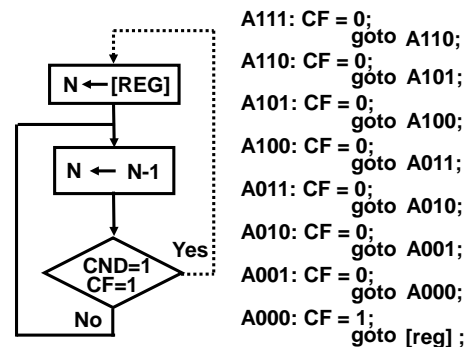 N ← [REG]
N ← N-1
CND=1
CF=1
Yes
No
A111: CF = 0;
goto A110;
A110: CF = 0;
goto A101;
A101: CF = 0;
goto A100;
A100: CF = 0;
goto A011;
A011: CF = 0;
goto A010;
A010: CF = 0;
goto A001;
A001: CF = 0;
goto A000;
A000: CF = 1;
goto [reg] ;